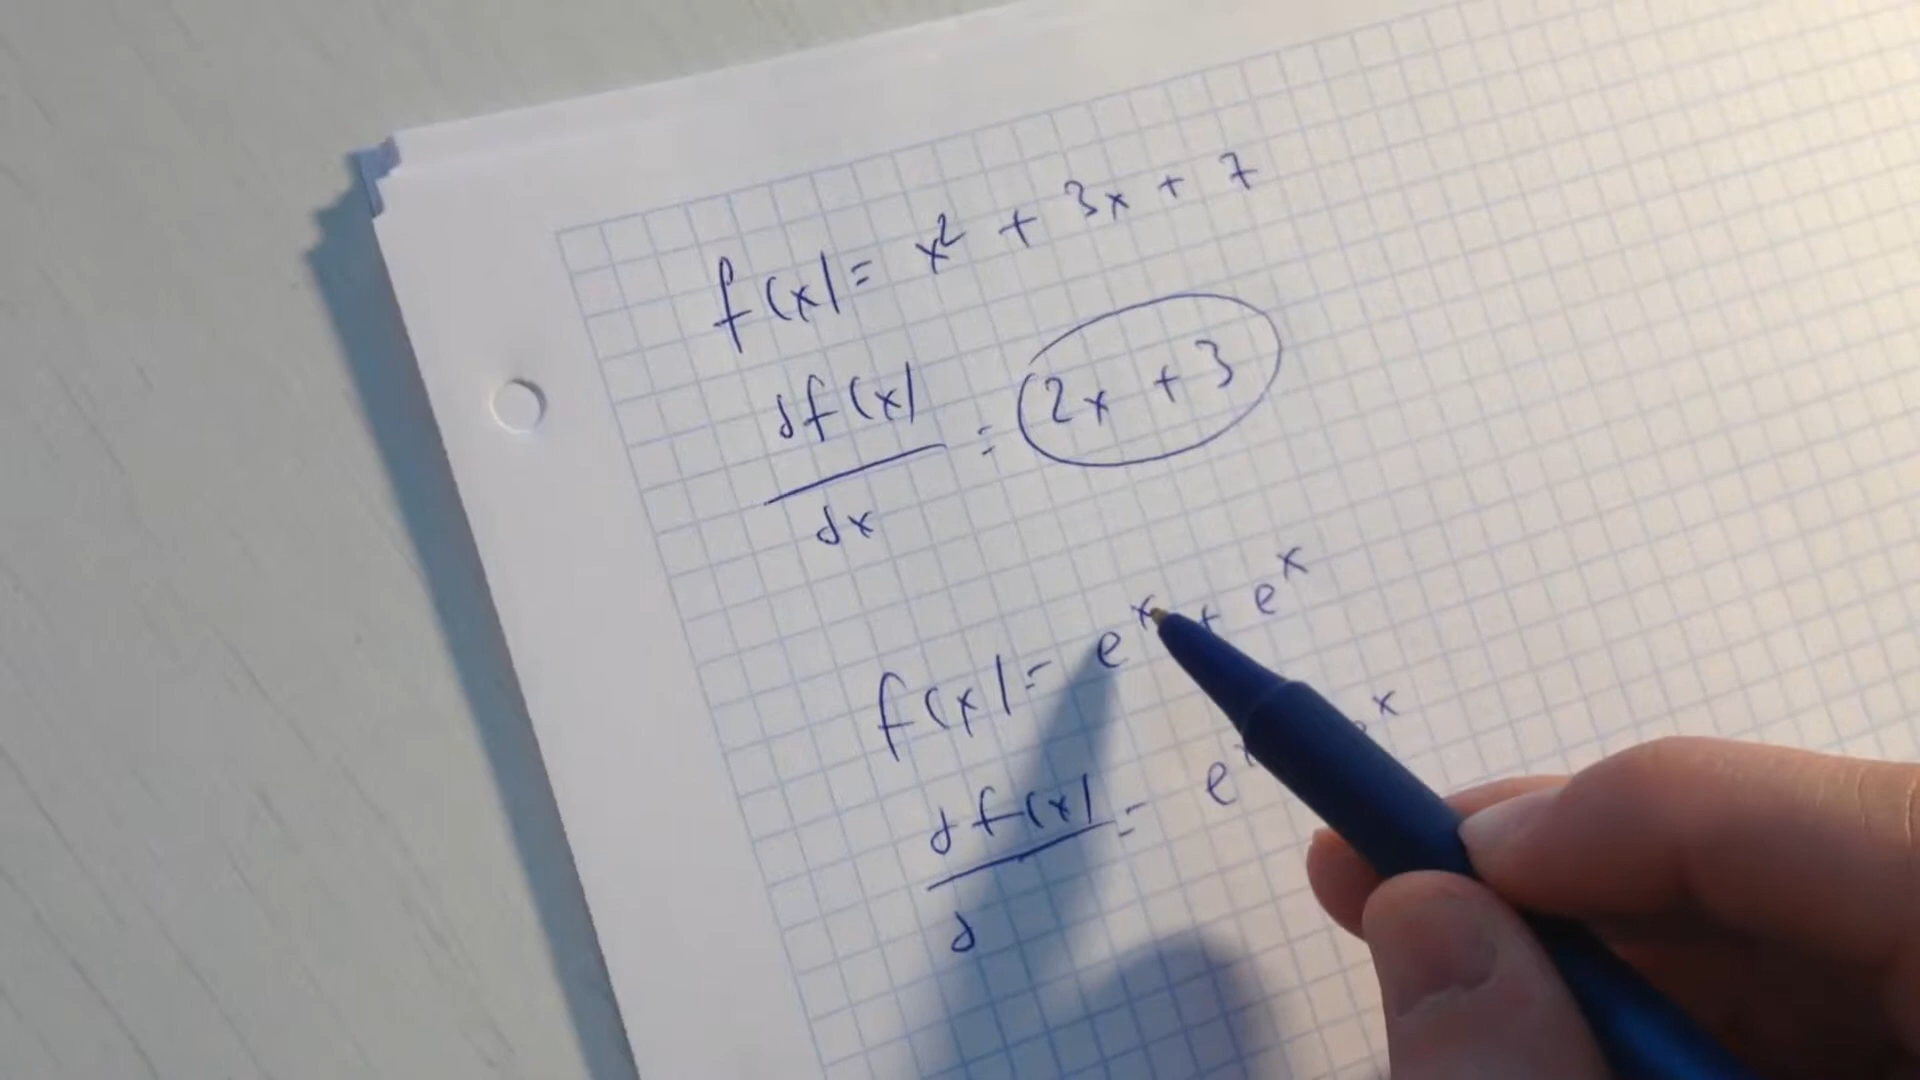 f(x) = x² + 3x + 7
df(x)
dx
= 2x + 3
f(x) = eˣ + eˣ
df(x)
d
= e
x